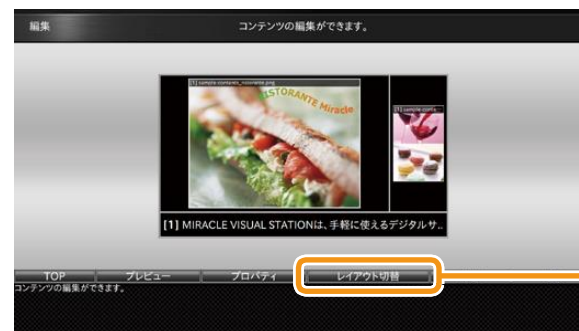 編集
コンテンツの編集ができます。
[1] sample-contents_ristorante.png
RISTORANTE Miracle
[1] sample-conte..
[1] MIRACLE VISUAL STATIONは、手軽に使えるデジタルサ..
TOP
プレビュー
プロパティ
レイアウト切替
コンテンツの編集ができます。